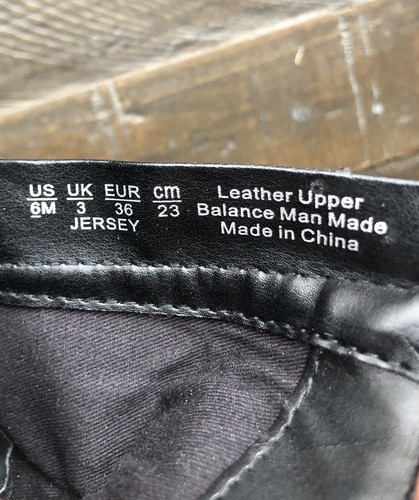 US UK EUR cm
6M 3 36 23
JERSEY
Leather Upper
Balance Man Made
Made in China